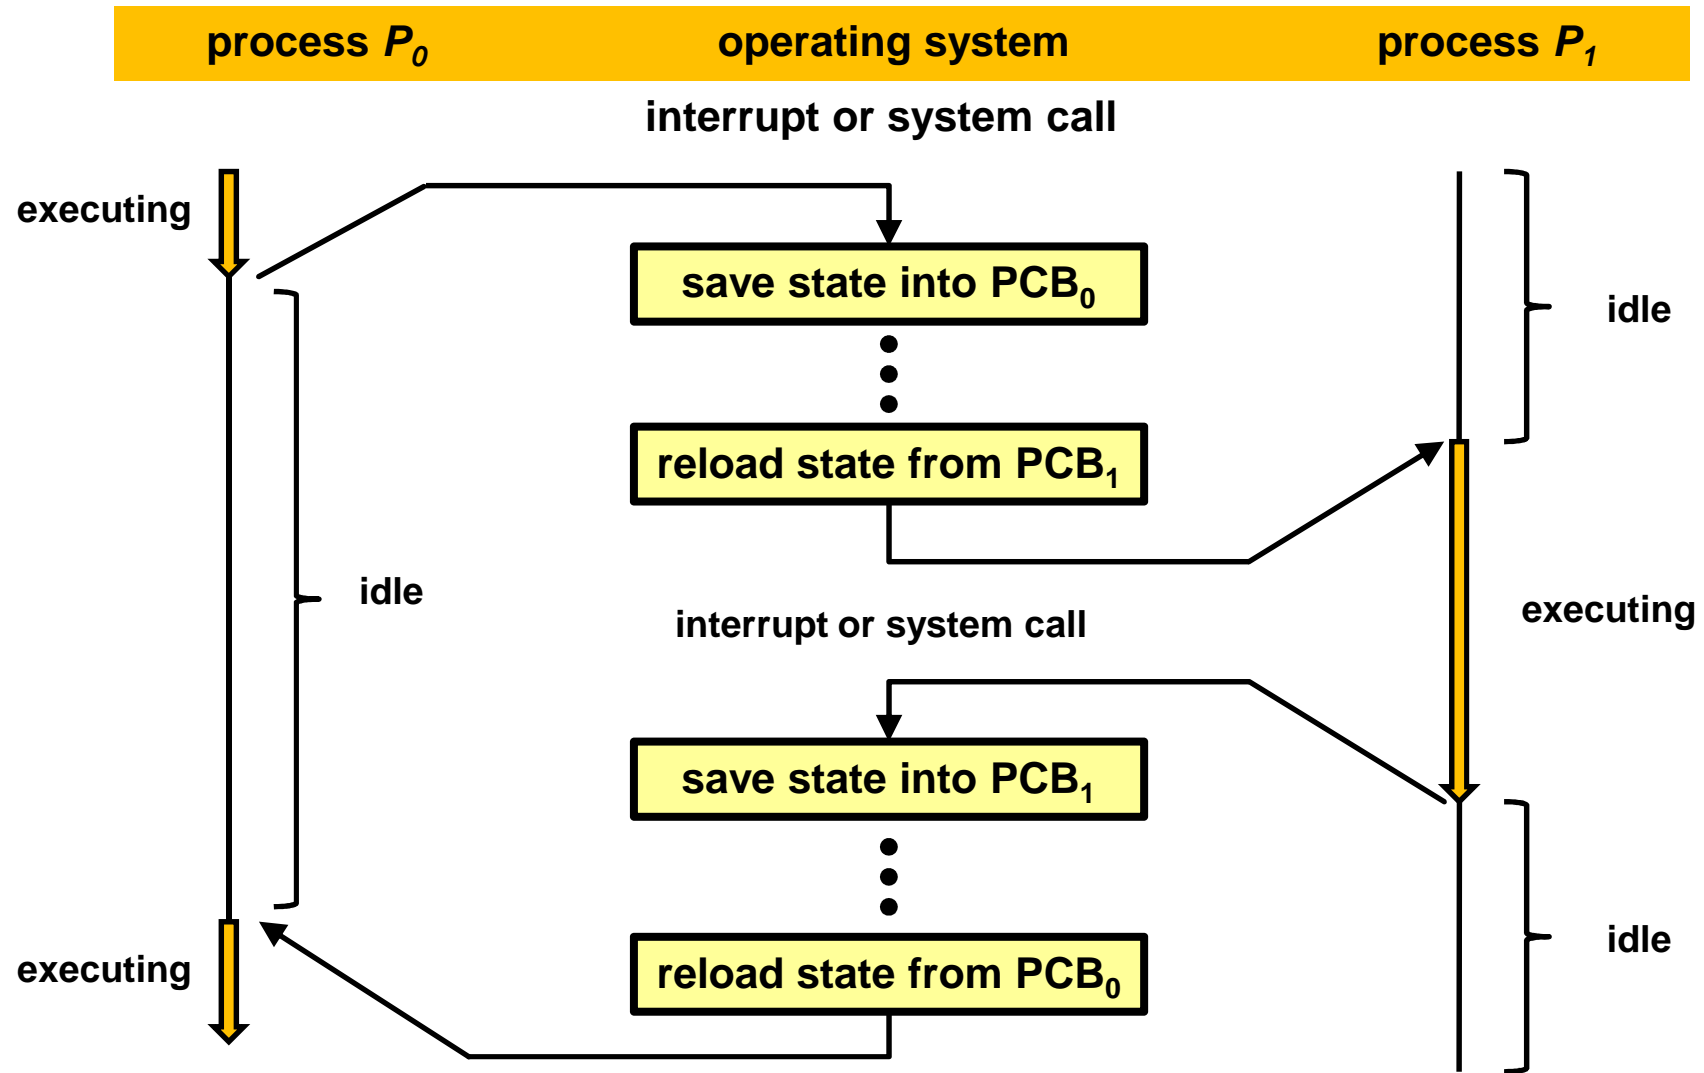 process P₀ operating system process P₁
interrupt or system call
executing
save state into PCB₀
idle
reload state from PCB₁
idle
interrupt or system call
executing
save state into PCB₁
idle
executing
reload state from PCB₀